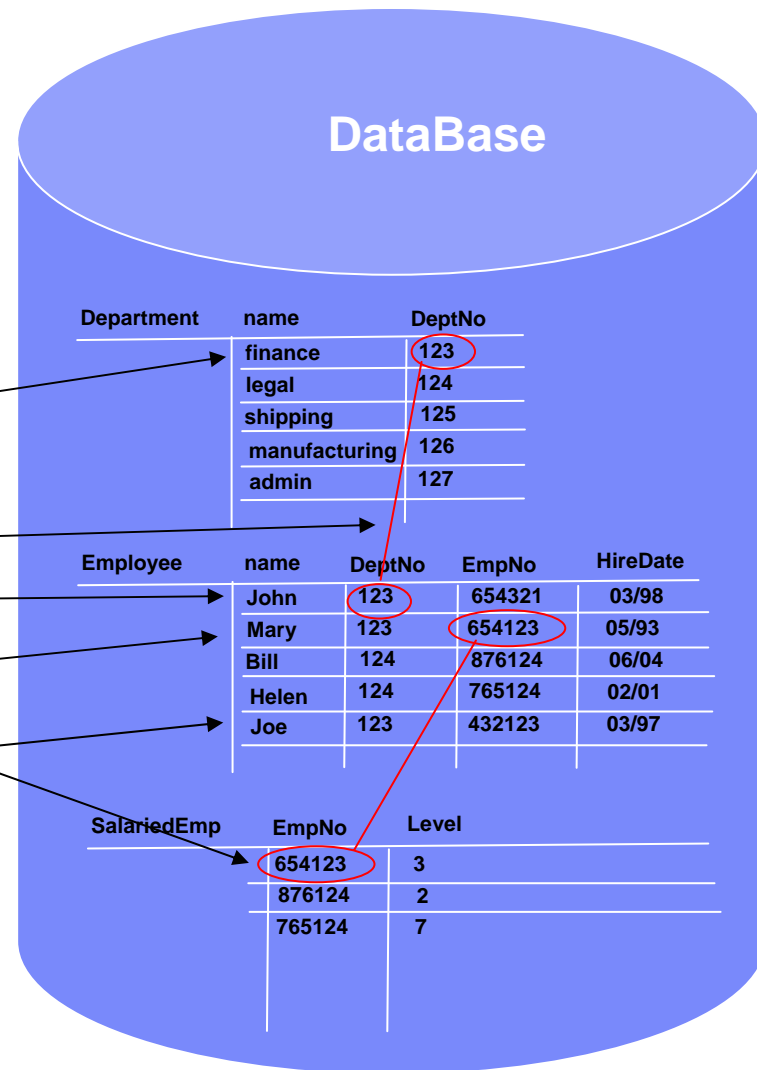 DataBase
Department name DeptNo
finance 123
legal 124
shipping 125
manufacturing 126
admin 127
Employee name DeptNo EmpNo HireDate
John 123 654321 03/98
Mary 123 654123 05/93
Bill 124 876124 06/04
Helen 124 765124 02/01
Joe 123 432123 03/97
SalariedEmp EmpNo Level
654123 3
876124 2
765124 7